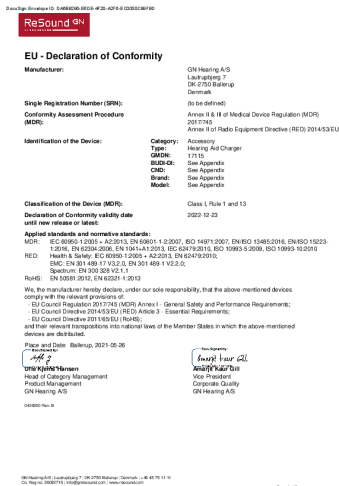 DocuSign Envelope ID:
ReSound GN
EU - Declaration of Conformity
Manufacturer: GN Hearing A/S
Lautrupbjerg 7
DK-2750 Ballerup
Denmark
Single Registration Number (SRN): (to be defined)
Conformity Assessment Procedure (MDR): Annex II & III of Medical Device Regulation (MDR)
2017/745
Annex II of Radio Equipment Directive (RED) 2014/53/EU
Identification of the Device: Category: Accessory
Type: Hearing Aid Charger
GMDN: 17115
BUDI-DI: See Appendix
CND: See Appendix
Brand: See Appendix
Model: See Appendix
Classification of the Device (MDR): Class I, Rule 1 and 13
Declaration of Conformity validity date 2022-12-23
until new release or latest:
Applied standards and normative standards:
MDR: IEC 60950-1:2005 + A2:2013, EN 60601-1-2:2007, ISO 14971:2007, EN/ISO 13485:2016, EN/ISO 15223-
1:2016, EN 62304:2006, EN 1041+A1:2013, IEC 62479:2010, ISO 10993-5:2009, ISO 10993-10:2010
RED: Health & Safety: IEC 60950-1:2005 + A2:2013, EN 62479:2010;
EMC: EN 301 489-17 V3.2.0, EN 301 489-1 V2.2.0;
Spectrum: EN 300 328 V2.1.1
RoHS: EN 50581:2012, EN 62321-1:2013
We, the manufacturer hereby declare, under our sole responsibility, that the above-mentioned devices
comply with the relevant provisions of:
- EU Council Regulation 2017/745 (MDR) Annex I - General Safety and Performance Requirements;
- EU Council Directive 2014/53/EU (RED) Article 3 - Essential Requirements;
- EU Council Directive 2011/65/EU (RoHS);
and their relevant transpositions into national laws of the Member States in which the above-mentioned
devices are distributed.
Place and Date: Ballerup, 2021-05-26
DocuSigned by: DocuSigned by:
Amarjit Kaur Gill
Hansen Amarjit Kaur Gill
Head of Category Management Vice President
Product Management Corporate Quality
GN Hearing A/S GN Hearing A/S
GN Hearing A/S | Lautrupbjerg 7 | DK-2750 Ballerup | Denmark |